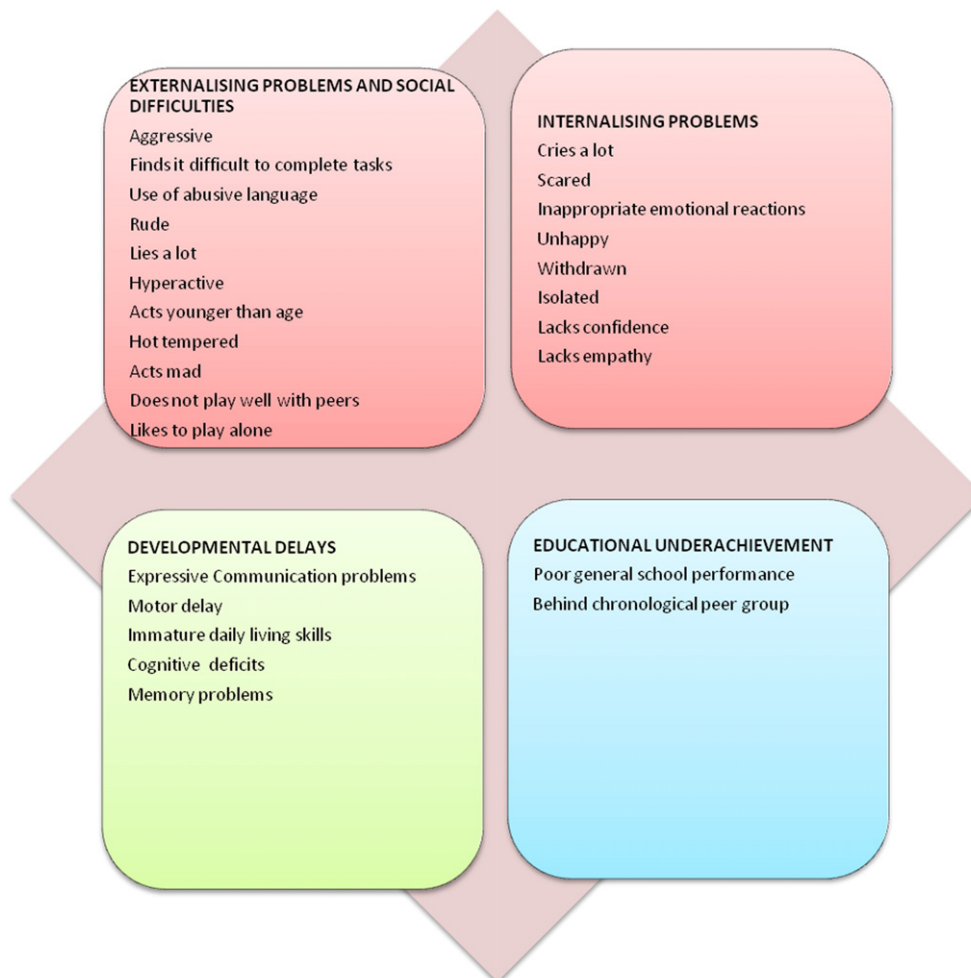 EXTERNALISING PROBLEMS AND SOCIAL
DIFFICULTIES
Aggressive
Finds it difficult to complete tasks
Use of abusive language
Rude
Lies a lot
Hyperactive
Acts younger than age
Hot tempered
Acts mad
Does not play well with peers
Likes to play alone
INTERNALISING PROBLEMS
Cries a lot
Scared
Inappropriate emotional reactions
Unhappy
Withdrawn
Isolated
Lacks confidence
Lacks empathy
DEVELOPMENTAL DELAYS
Expressive Communication problems
Motor delay
Immature daily living skills
Cognitive deficits
Memory problems
EDUCATIONAL UNDERACHIEVEMENT
Poor general school performance
Behind chronological peer group